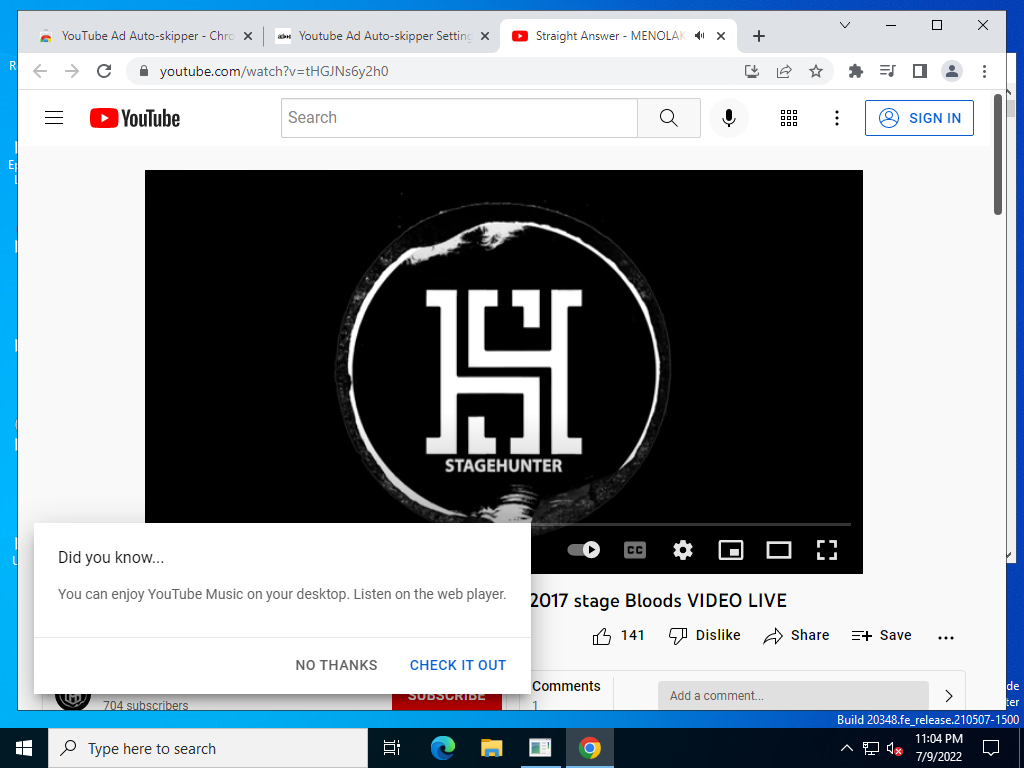 YouTube Ad Auto-skipper - Chro
Youtube Ad Auto-skipper Setting
Straight Answer - MENOLAK
youtube.com/watch?v=tHGJNs6y2h0
YouTube
Search
SIGN IN
STAGEHUNTER
CC
Did you know...
You can enjoy YouTube Music on your desktop. Listen on the web player.
NO THANKS
CHECK IT OUT
2017 stage Bloods VIDEO LIVE
141
Dislike
Share
Save
704 subscribers
SUBSCRIBE
Comments
1
Add a comment...
Build 20348.fe_release.210507-1500
Type here to search
11:04 PM
7/9/2022